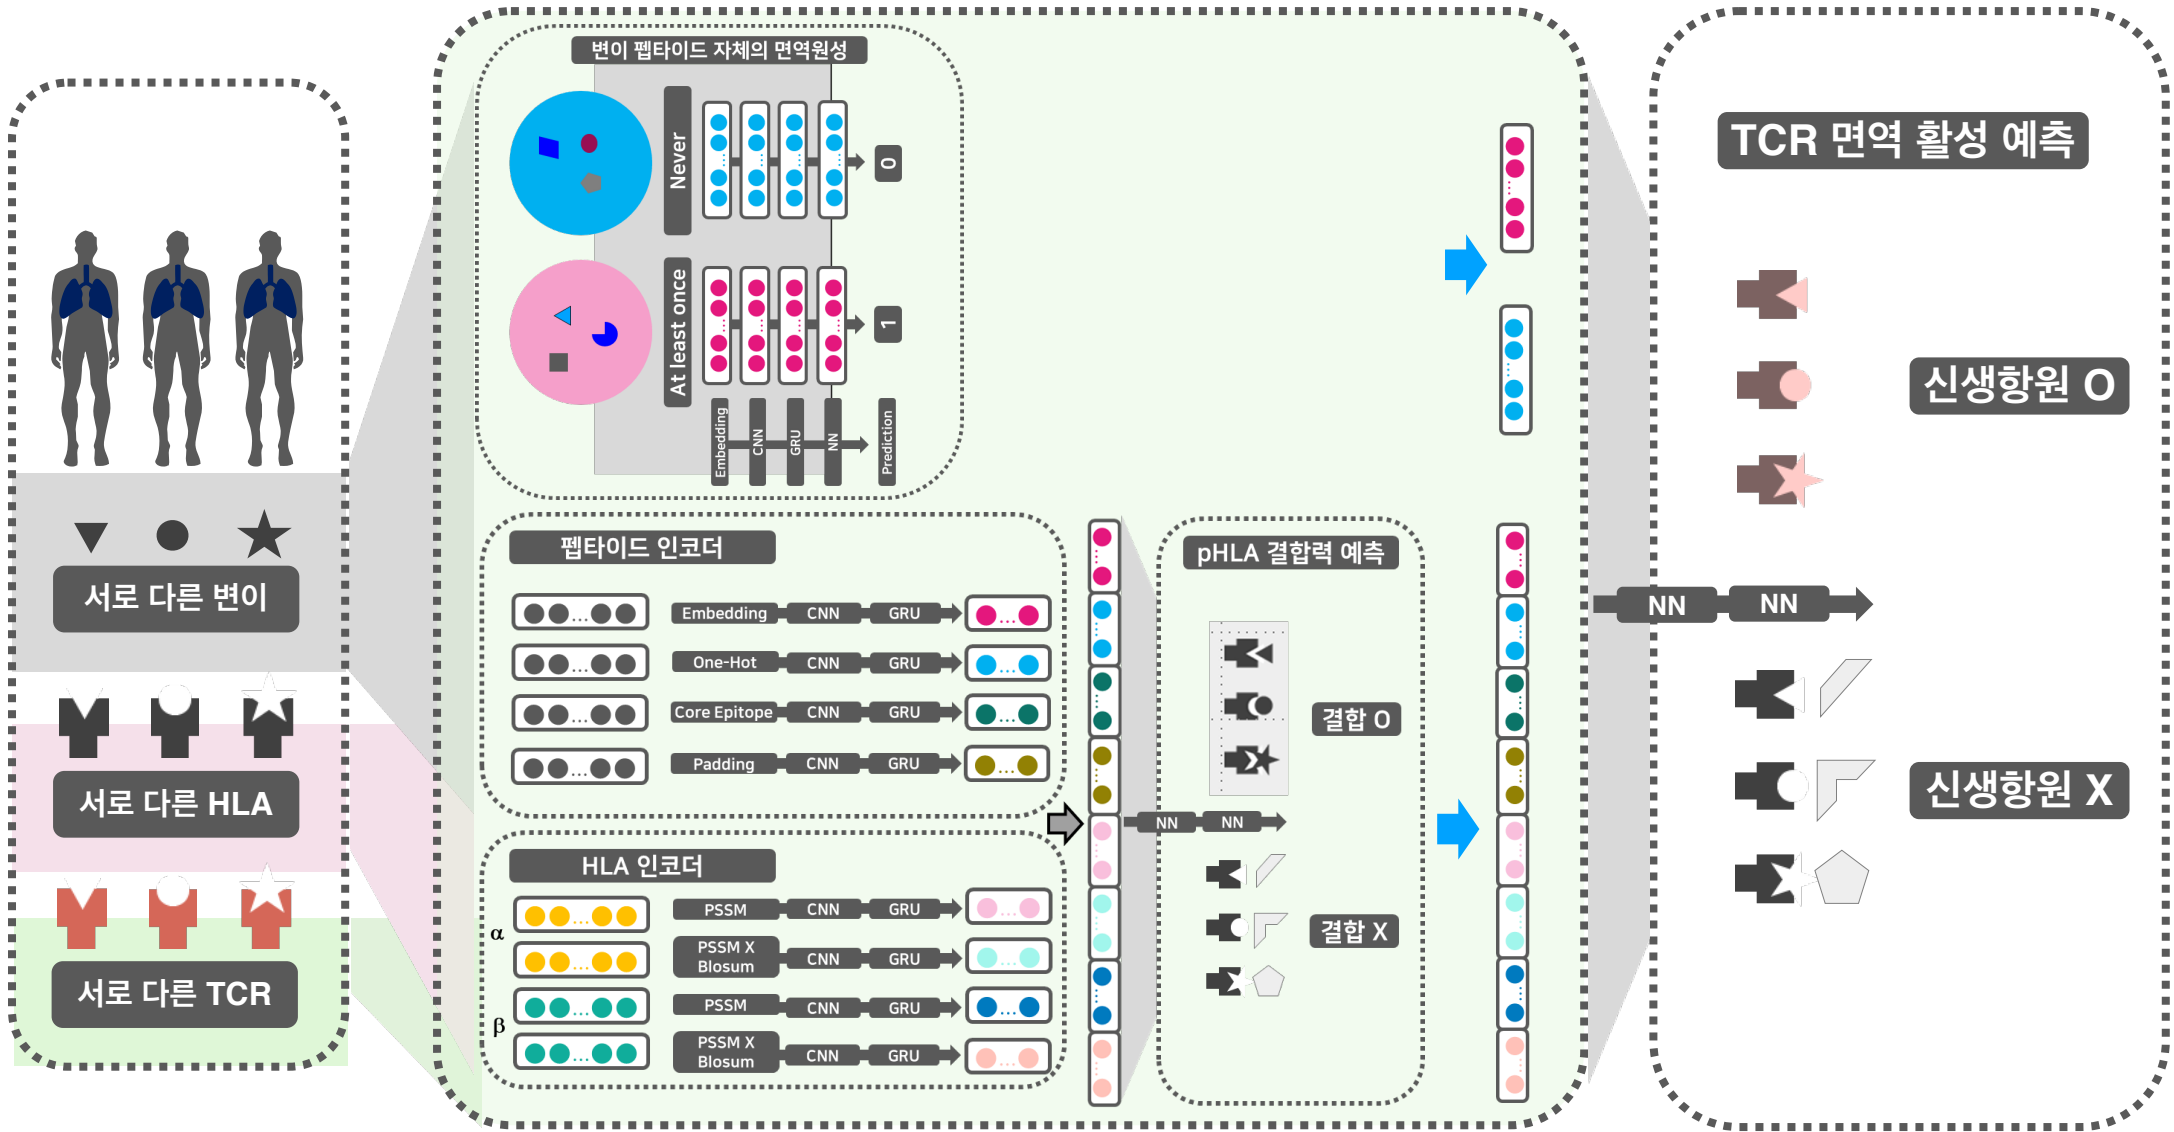 서로 다른 변이
서로 다른 HLA
서로 다른 TCR
변이 펩타이드 자체의 면역원성
Never
0
At least once
1
Embedding
CNN
GRU
NN
Prediction
펩타이드 인코더
Embedding CNN GRU
One-Hot CNN GRU
Core Epitope CNN GRU
Padding CNN GRU
HLA 인코더
α
PSSM CNN GRU
PSSM X
Blosum CNN GRU
β
PSSM CNN GRU
PSSM X
Blosum CNN GRU
pHLA 결합력 예측
결합 O
NN NN
결합 X
TCR 면역 활성 예측
신생항원 O
NN NN
신생항원 X